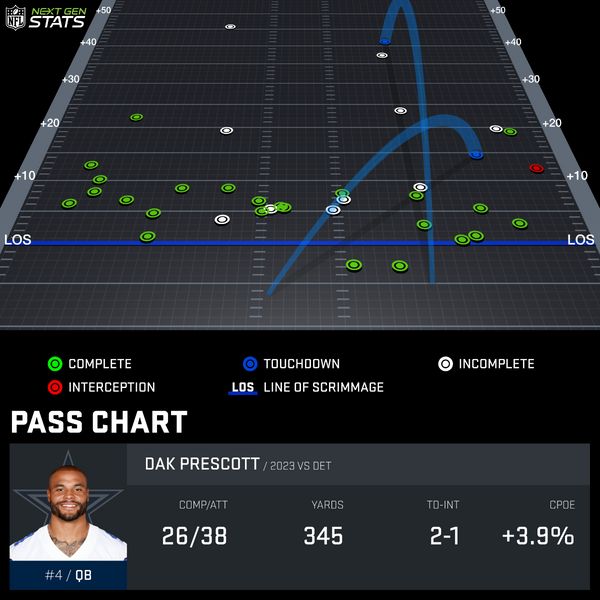 NFL NEXT GEN STATS
+50 +50
+40 +40
+30 +30
+20 +20
+10 +10
LOS LOS
COMPLETE TOUCHDOWN INCOMPLETE
INTERCEPTION LOS LINE OF SCRIMMAGE
PASS CHART
DAK PRESCOTT / 2023 VS DET
COMP/ATT YARDS TD-INT CPOE
26/38 345 2-1 +3.9%
#4 / QB